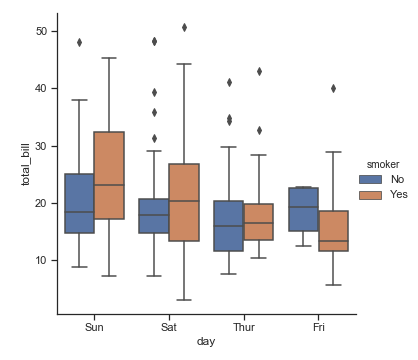 50
40
30
20
10
total_bill
Sun Sat Thur Fri
day
smoker
No
Yes